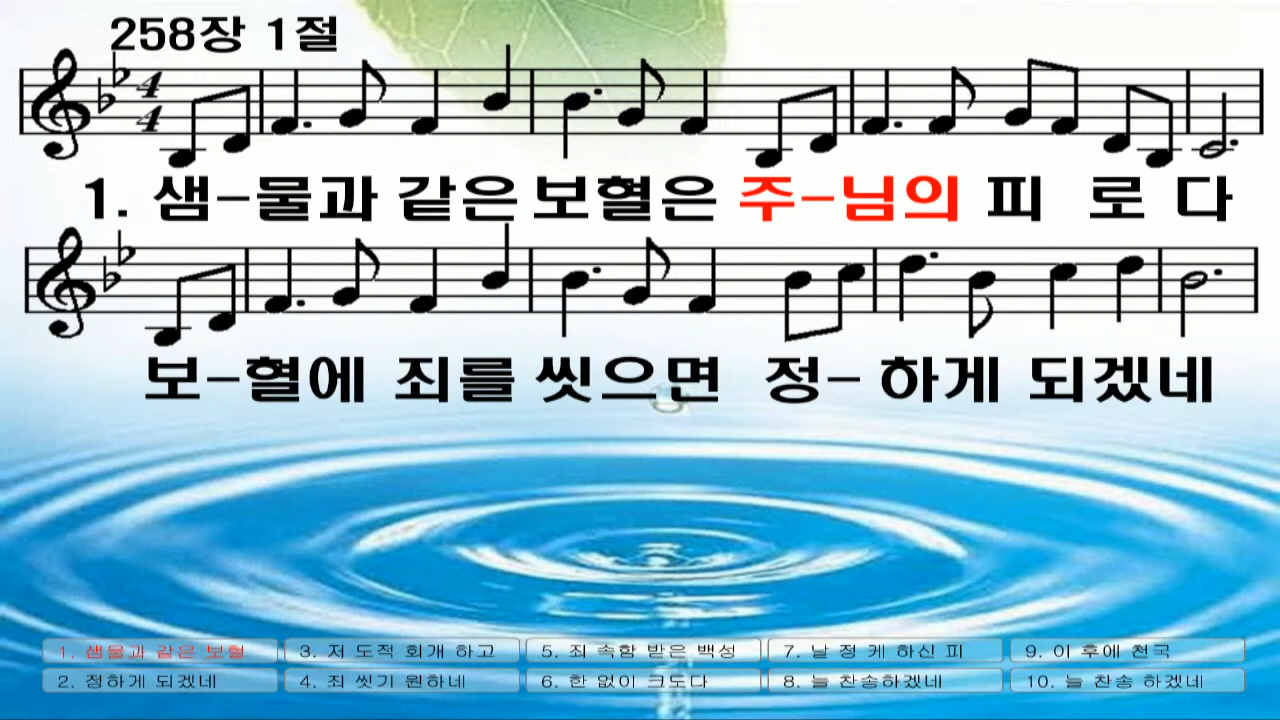 258장 1절
4
4
1. 샘-물과 같은 보혈은 주-님의 피 로 다
4
4
보-혈에 죄를 씻으면 정-하게 되겠네
1. 샘물과 같은 보혈
3. 저 도적 회개 하고
5. 죄 속함 받은 백성
7. 날 정 케 하신 피
9. 이 후에 천국
2. 정하게 되겠네
4. 죄 씻기 원하네
6. 한 없이 크도다
8. 늘 찬송하겠네
10. 늘 찬송 하겠네